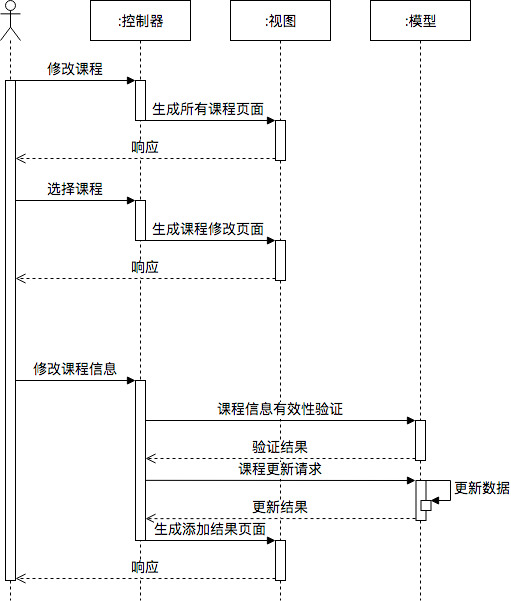 :控制器
:视图
:模型
修改课程
生成所有课程页面
响应
选择课程
生成课程修改页面
响应
修改课程信息
课程信息有效性验证
验证结果
课程更新请求
更新数据
更新结果
生成添加结果页面
响应